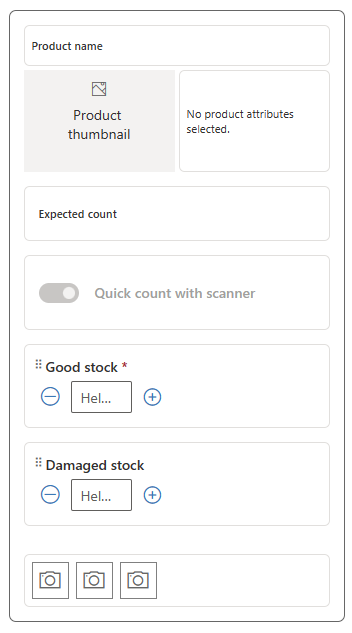 Product name
Product
thumbnail
No product attributes
selected.
Expected count
Quick count with scanner
Good stock *
Hel...
Damaged stock
Hel...